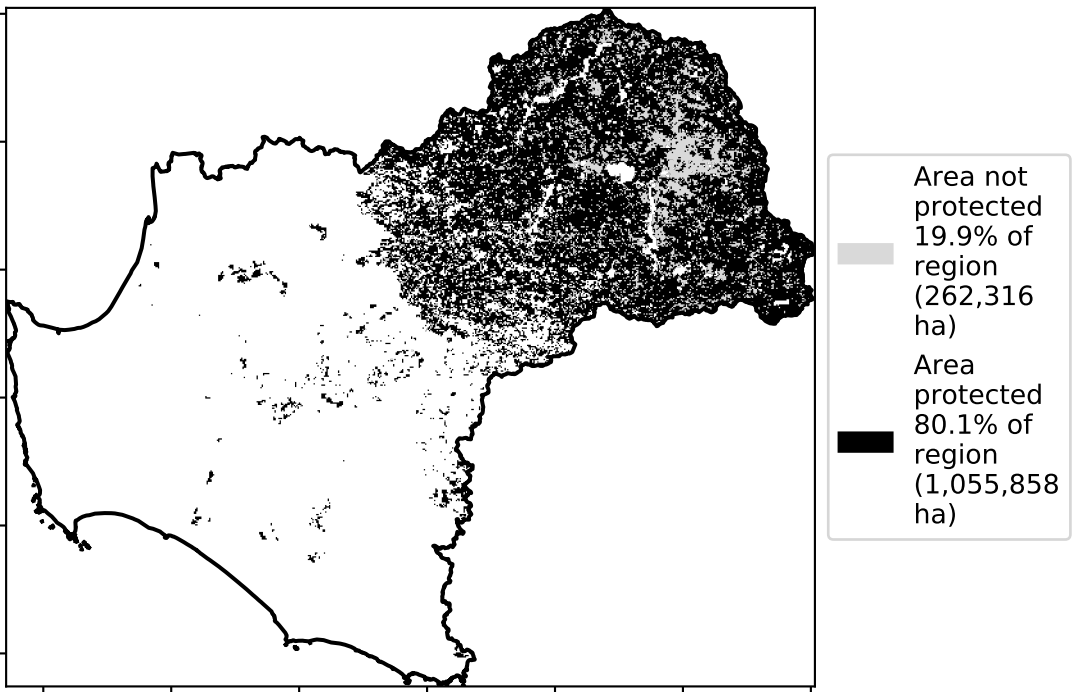 Area not
protected
19.9% of
region
(262,316
ha)
Area
protected
80.1% of
region
(1,055,858
ha)